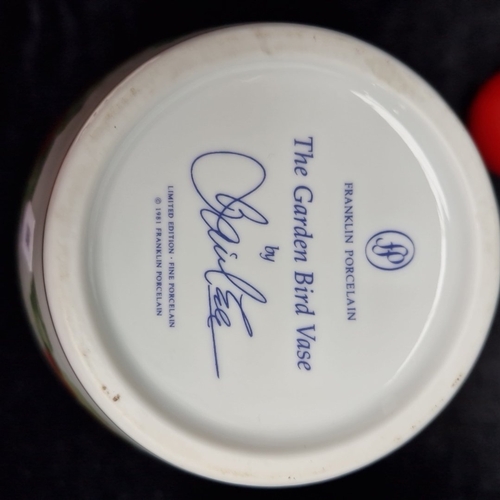 fp
FRANKLIN PORCELAIN
The Garden Bird Vase
by
LIMITED EDITION · FINE PORCELAIN
© 1981 FRANKLIN PORCELAIN